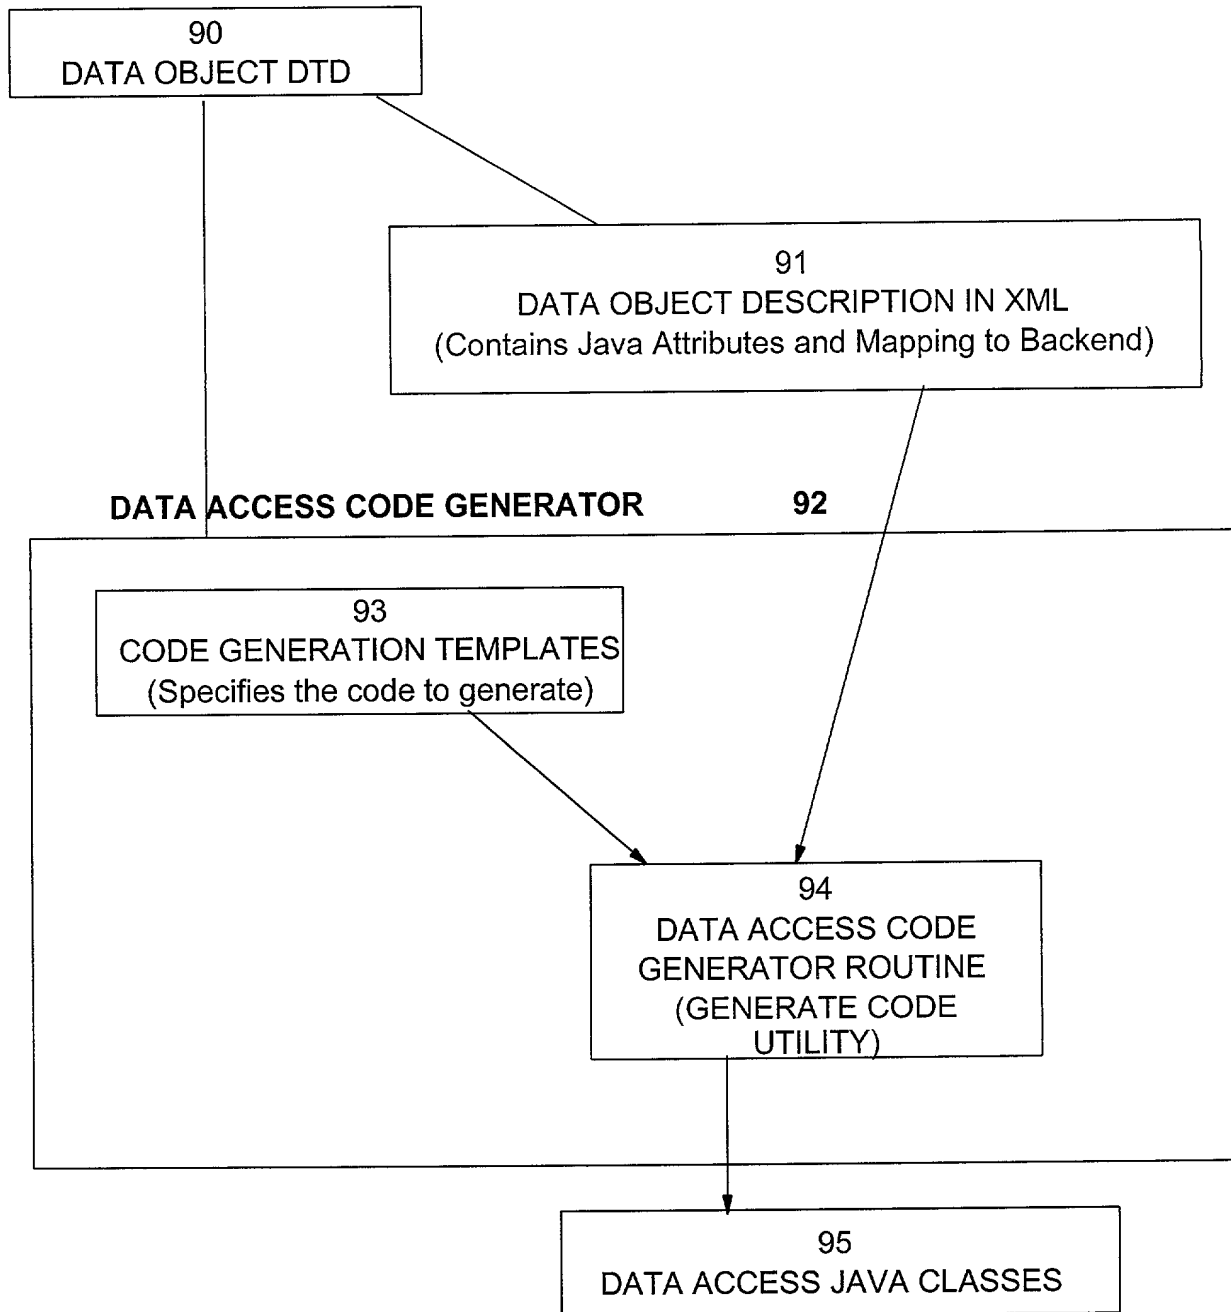 90
DATA OBJECT DTD
91
DATA OBJECT DESCRIPTION IN XML
(Contains Java Attributes and Mapping to Backend)
DATA ACCESS CODE GENERATOR 92
93
CODE GENERATION TEMPLATES
(Specifies the code to generate)
94
DATA ACCESS CODE
GENERATOR ROUTINE
(GENERATE CODE
UTILITY)
95
DATA ACCESS JAVA CLASSES